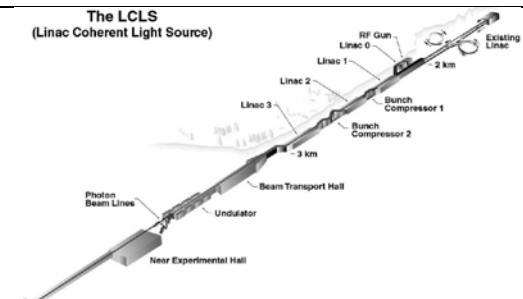 The LCLS
(Linac Coherent Light Source)
RF Gun
Linac 0
Linac 1
Linac 2
Linac 3
Existing
Linac
2 km
Bunch
Compressor 1
Bunch
Compressor 2
3 km
Beam Transport Hall
Photon
Beam Lines
Undulator
Near Experimental Hall